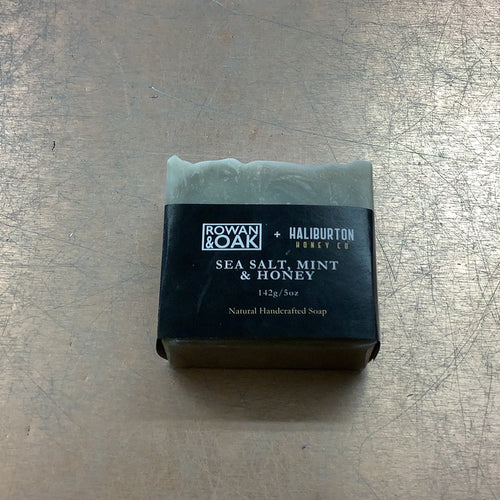 ROWAN & OAK + HALIBURTON
HONEY CO
SEA SALT, MINT
& HONEY
142g/5oz
Natural Handcrafted Soap